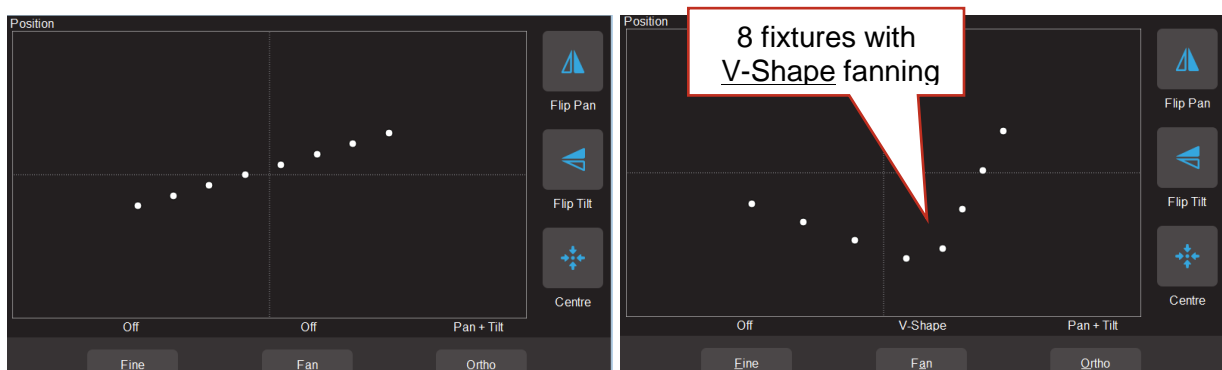 Position
Flip Pan
Flip Tilt
Centre
Off Off Pan + Tilt
Fine Fan Ortho
Position
8 fixtures with
V-Shape fanning
Flip Pan
Flip Tilt
Centre
Off V-Shape Pan + Tilt
Fine Fan Ortho